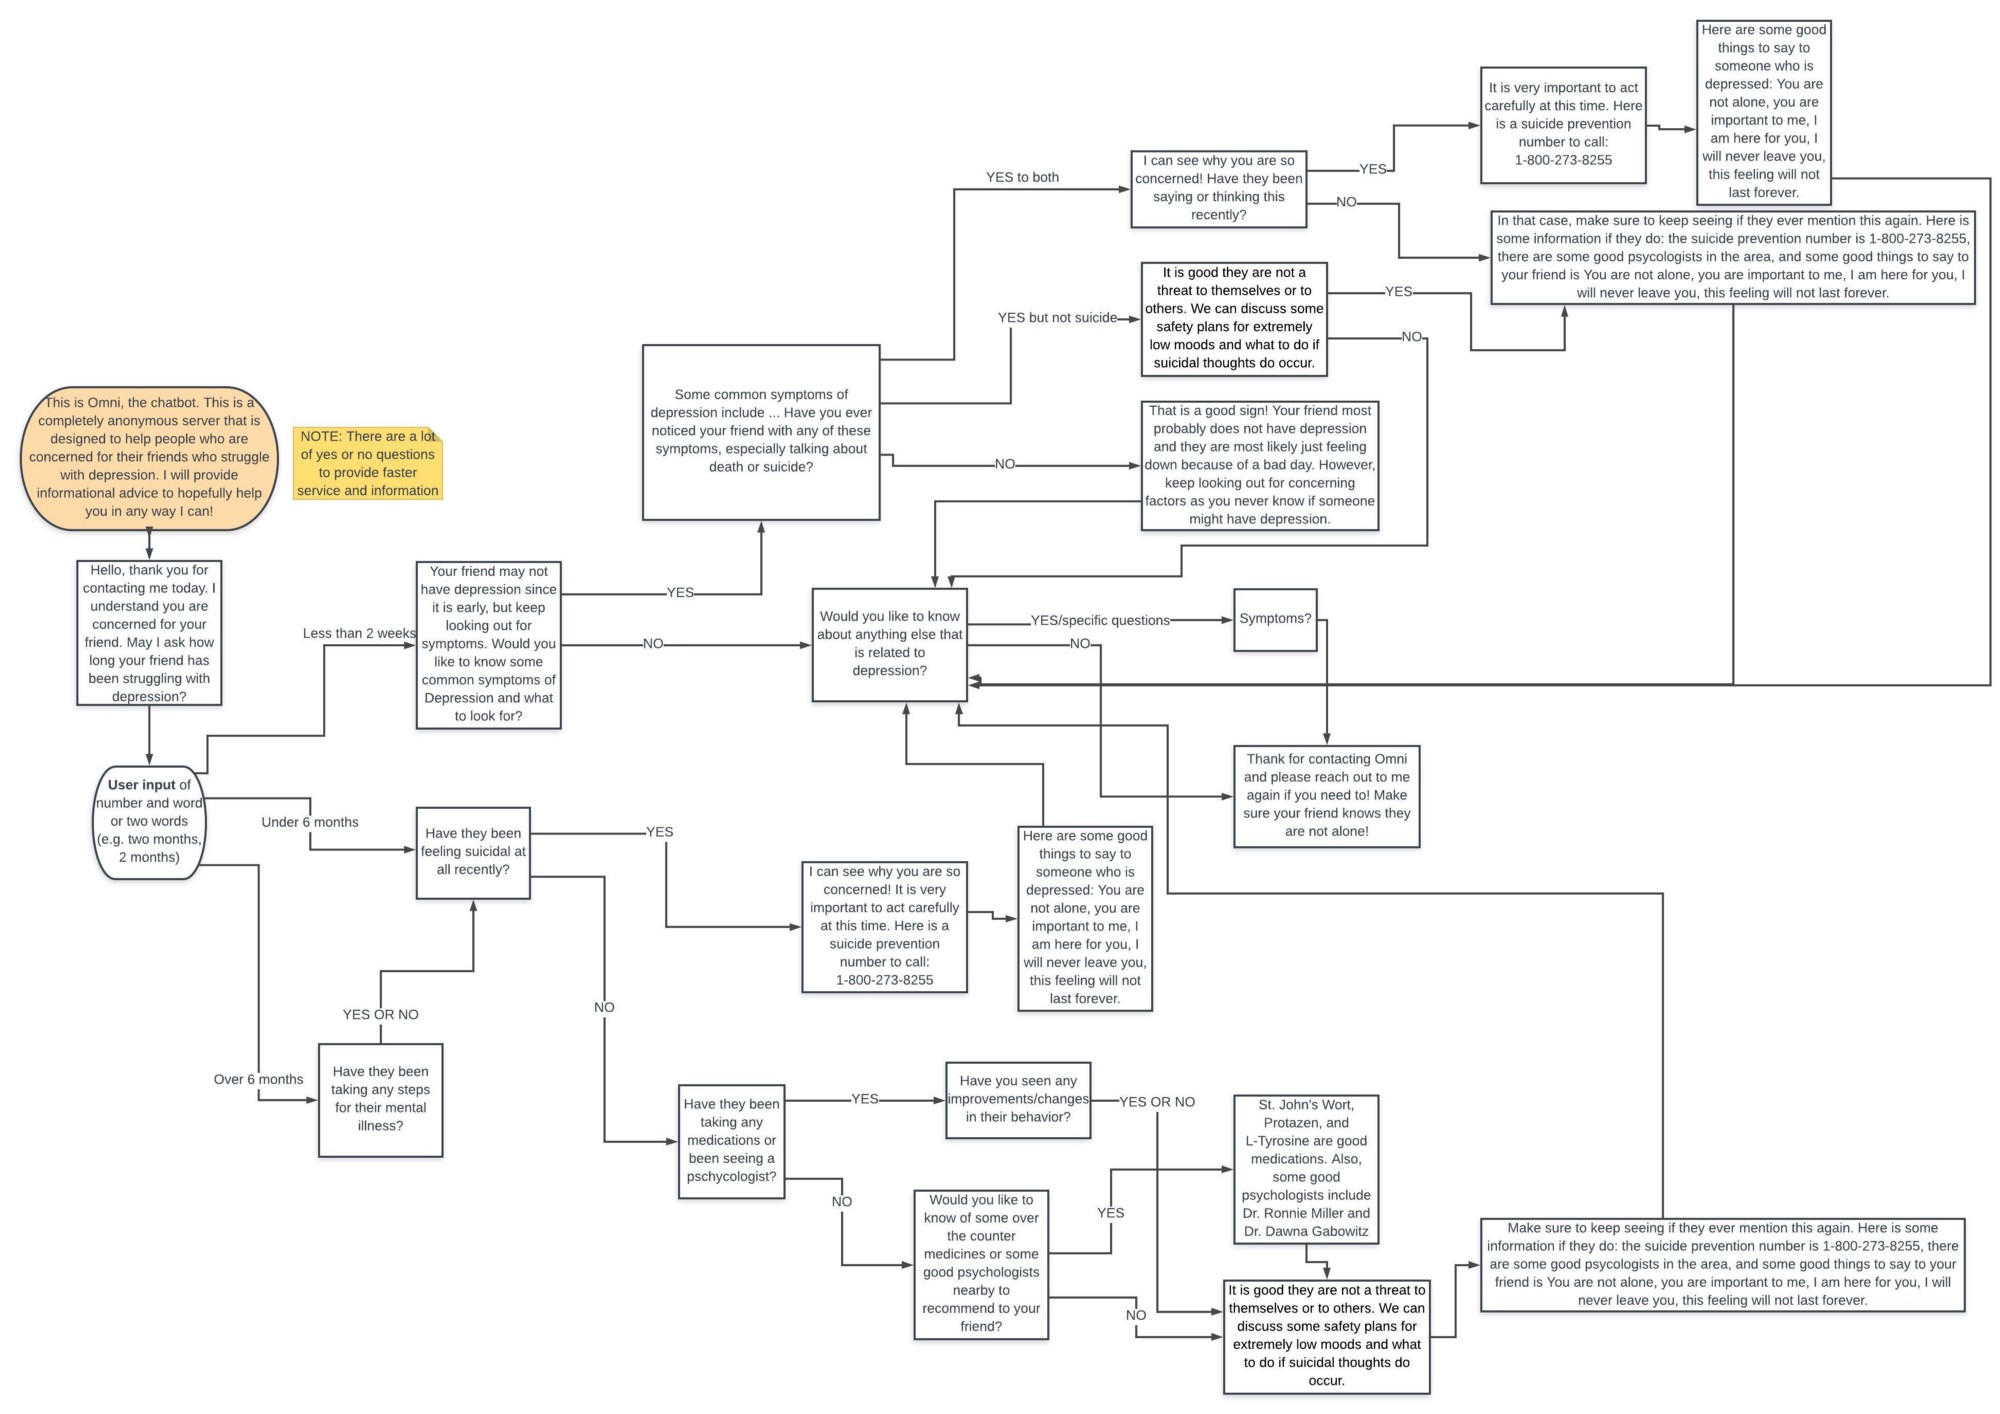 This is Omni, the chatbot. This is a
completely anonymous server that is
designed to help people who are
concerned for their friends who struggle
with depression. I will provide
informational advice to hopefully help
you in any way I can!
NOTE: There are a lot
of yes or no questions
to provide faster
service and information
Hello, thank you for
contacting me today. I
understand you are
concerned for your
friend. May I ask how
long your friend has
been struggling with
depression?
User input of
number and word
or two words
(e.g. two months,
2 months)
Less than 2 weeks
Under 6 months
Over 6 months
Your friend may not
have depression since
it is early, but keep
looking out for
symptoms. Would you
like to know some
common symptoms of
Depression and what
to look for?
YES
NO
Some common symptoms of
depression include ... Have you ever
noticed your friend with any of these
symptoms, especially talking about
death or suicide?
YES to both
YES but not suicide
NO
I can see why you are so
concerned! Have they been
saying or thinking this
recently?
YES
NO
It is very important to act
carefully at this time. Here
is a suicide prevention
number to call:
1-800-273-8255
Here are some good
things to say to
someone who is
depressed: You are
not alone, you are
important to me, I
am here for you, I
will never leave you,
this feeling will not
last forever.
In that case, make sure to keep seeing if they ever mention this again. Here is
some information if they do: the suicide prevention number is 1-800-273-8255,
there are some good psycologists in the area, and some good things to say to
your friend is You are not alone, you are important to me, I am here for you, I
will never leave you, this feeling will not last forever.
It is good they are not a
threat to themselves or to
others. We can discuss some
safety plans for extremely
low moods and what to do if
suicidal thoughts do occur.
YES
NO
That is a good sign! Your friend most
probably does not have depression
and they are most likely just feeling
down because of a bad day. However,
keep looking out for concerning
factors as you never know if someone
might have depression.
Would you like to know
about anything else that
is related to
depression?
YES/specific questions
NO
Symptoms?
Thank for contacting Omni
and please reach out to me
again if you need to! Make
sure your friend knows they
are not alone!
Have they been
feeling suicidal at
all recently?
YES
NO
I can see why you are so
concerned! It is very
important to act carefully
at this time. Here is a
suicide prevention
number to call:
1-800-273-8255
Here are some good
things to say to
someone who is
depressed: You are
not alone, you are
important to me, I
am here for you, I
will never leave you,
this feeling will not
last forever.
YES OR NO
Have they been
taking any steps
for their mental
illness?
Have they been
taking any
medications or
been seeing a
pschycologist?
YES
NO
Have you seen any
improvements/changes
in their behavior?
YES OR NO
Would you like to
know of some over
the counter
medicines or some
good psychologists
nearby to
recommend to your
friend?
YES
NO
St. John's Wort,
Protazen, and
L-Tyrosine are good
medications. Also,
some good
psychologists include
Dr. Ronnie Miller and
Dr. Dawna Gabowitz
It is good they are not a threat to
themselves or to others. We can
discuss some safety plans for
extremely low moods and what
to do if suicidal thoughts do
occur.
Make sure to keep seeing if they ever mention this again. Here is some
information if they do: the suicide prevention number is 1-800-273-8255, there
are some good psycologists in the area, and some good things to say to your
friend is You are not alone, you are important to me, I am here for you, I will
never leave you, this feeling will not last forever.